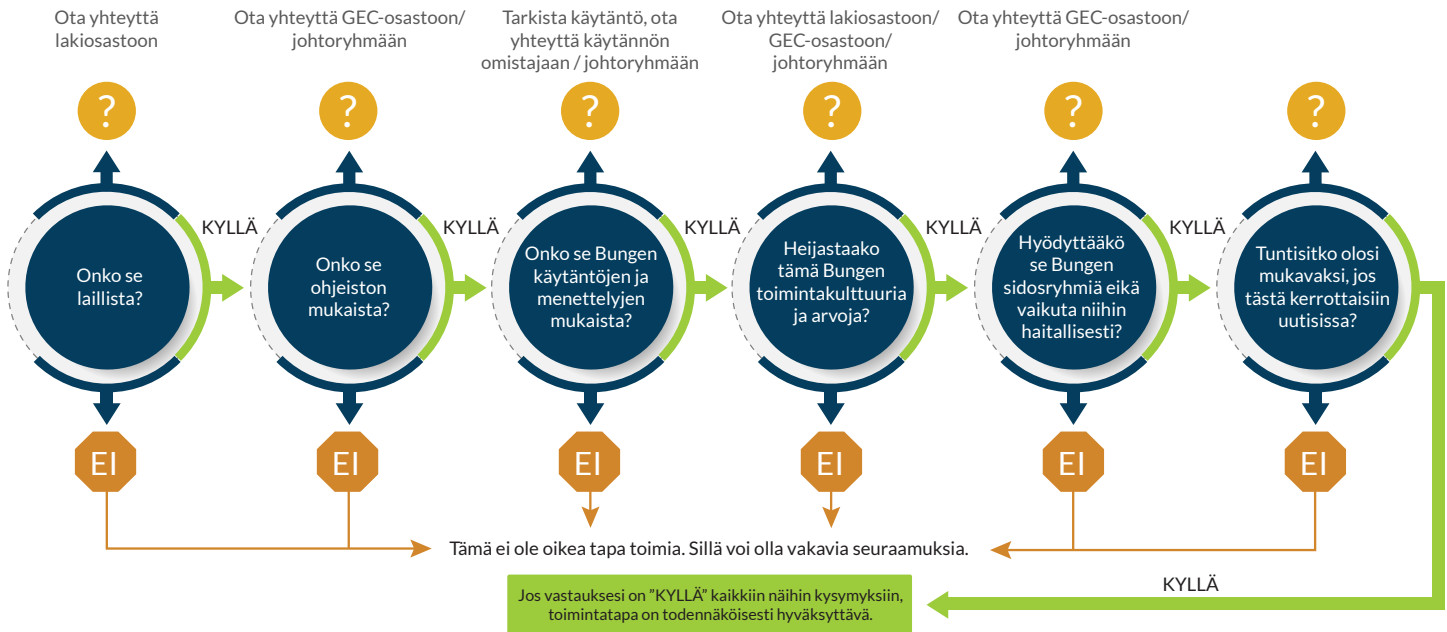 Ota yhteyttä
lakiosastoon
Ota yhteyttä GEC-osastoon/
johtoryhmään
Tarkista käytäntö, ota
yhteyttä käytännön
omistajaan / johtoryhmään
Ota yhteyttä lakiosastoon/
GEC-osastoon/
johtoryhmään
Ota yhteyttä GEC-osastoon/
johtoryhmään
?
?
?
?
?
?
Onko se
laillista?
KYLLÄ
Onko se
ohjeiston
mukaista?
KYLLÄ
Onko se Bungen
käytäntöjen ja
menettelyjen
mukaista?
KYLLÄ
Heijastaako
tämä Bungen
toimintakulttuuria
ja arvoja?
KYLLÄ
Hyödyttääkö
se Bungen
sidosryhmiä eikä
vaikuta niihin
haitallisesti?
KYLLÄ
Tuntisitko olosi
mukavaksi, jos
tästä kerrottaisiin
uutisissa?
EI
EI
EI
EI
EI
EI
Tämä ei ole oikea tapa toimia. Sillä voi olla vakavia seuraamuksia.
KYLLÄ
Jos vastauksesi on ”KYLLÄ” kaikkiin näihin kysymyksiin,
toimintatapa on todennäköisesti hyväksyttävä.